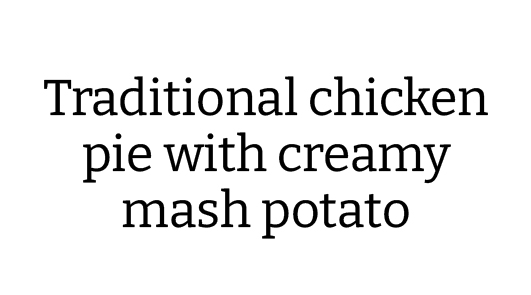 Traditional chicken
pie with creamy
mash potato